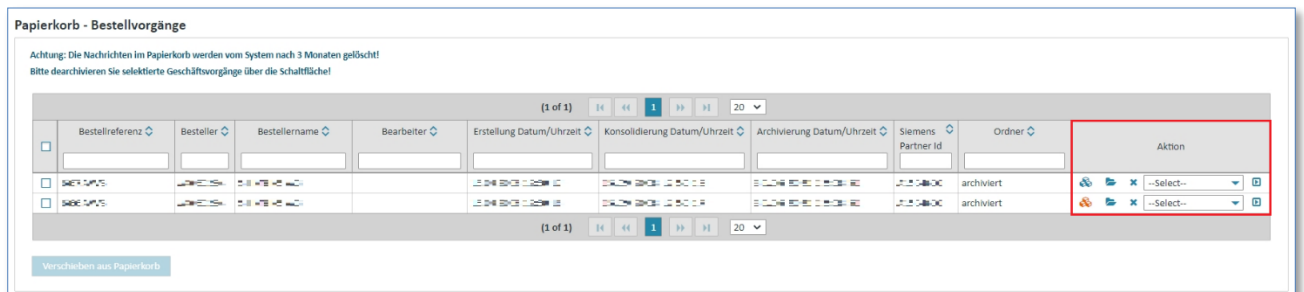 Papierkorb - Bestellvorgänge
Achtung: Die Nachrichten im Papierkorb werden vom System nach 3 Monaten gelöscht!
Bitte dearchivieren Sie selektierte Geschäftsvorgänge über die Schaltfläche!
(1 of 1) 1 20
Bestellreferenz Besteller Bestellername Bearbeiter Erstellung Datum/Uhrzeit Konsolidierung Datum/Uhrzeit Archivierung Datum/Uhrzeit Siemens Partner Id Ordner Aktion
archiviert --Select--
archiviert --Select--
(1 of 1) 1 20
Verschieben aus Papierkorb